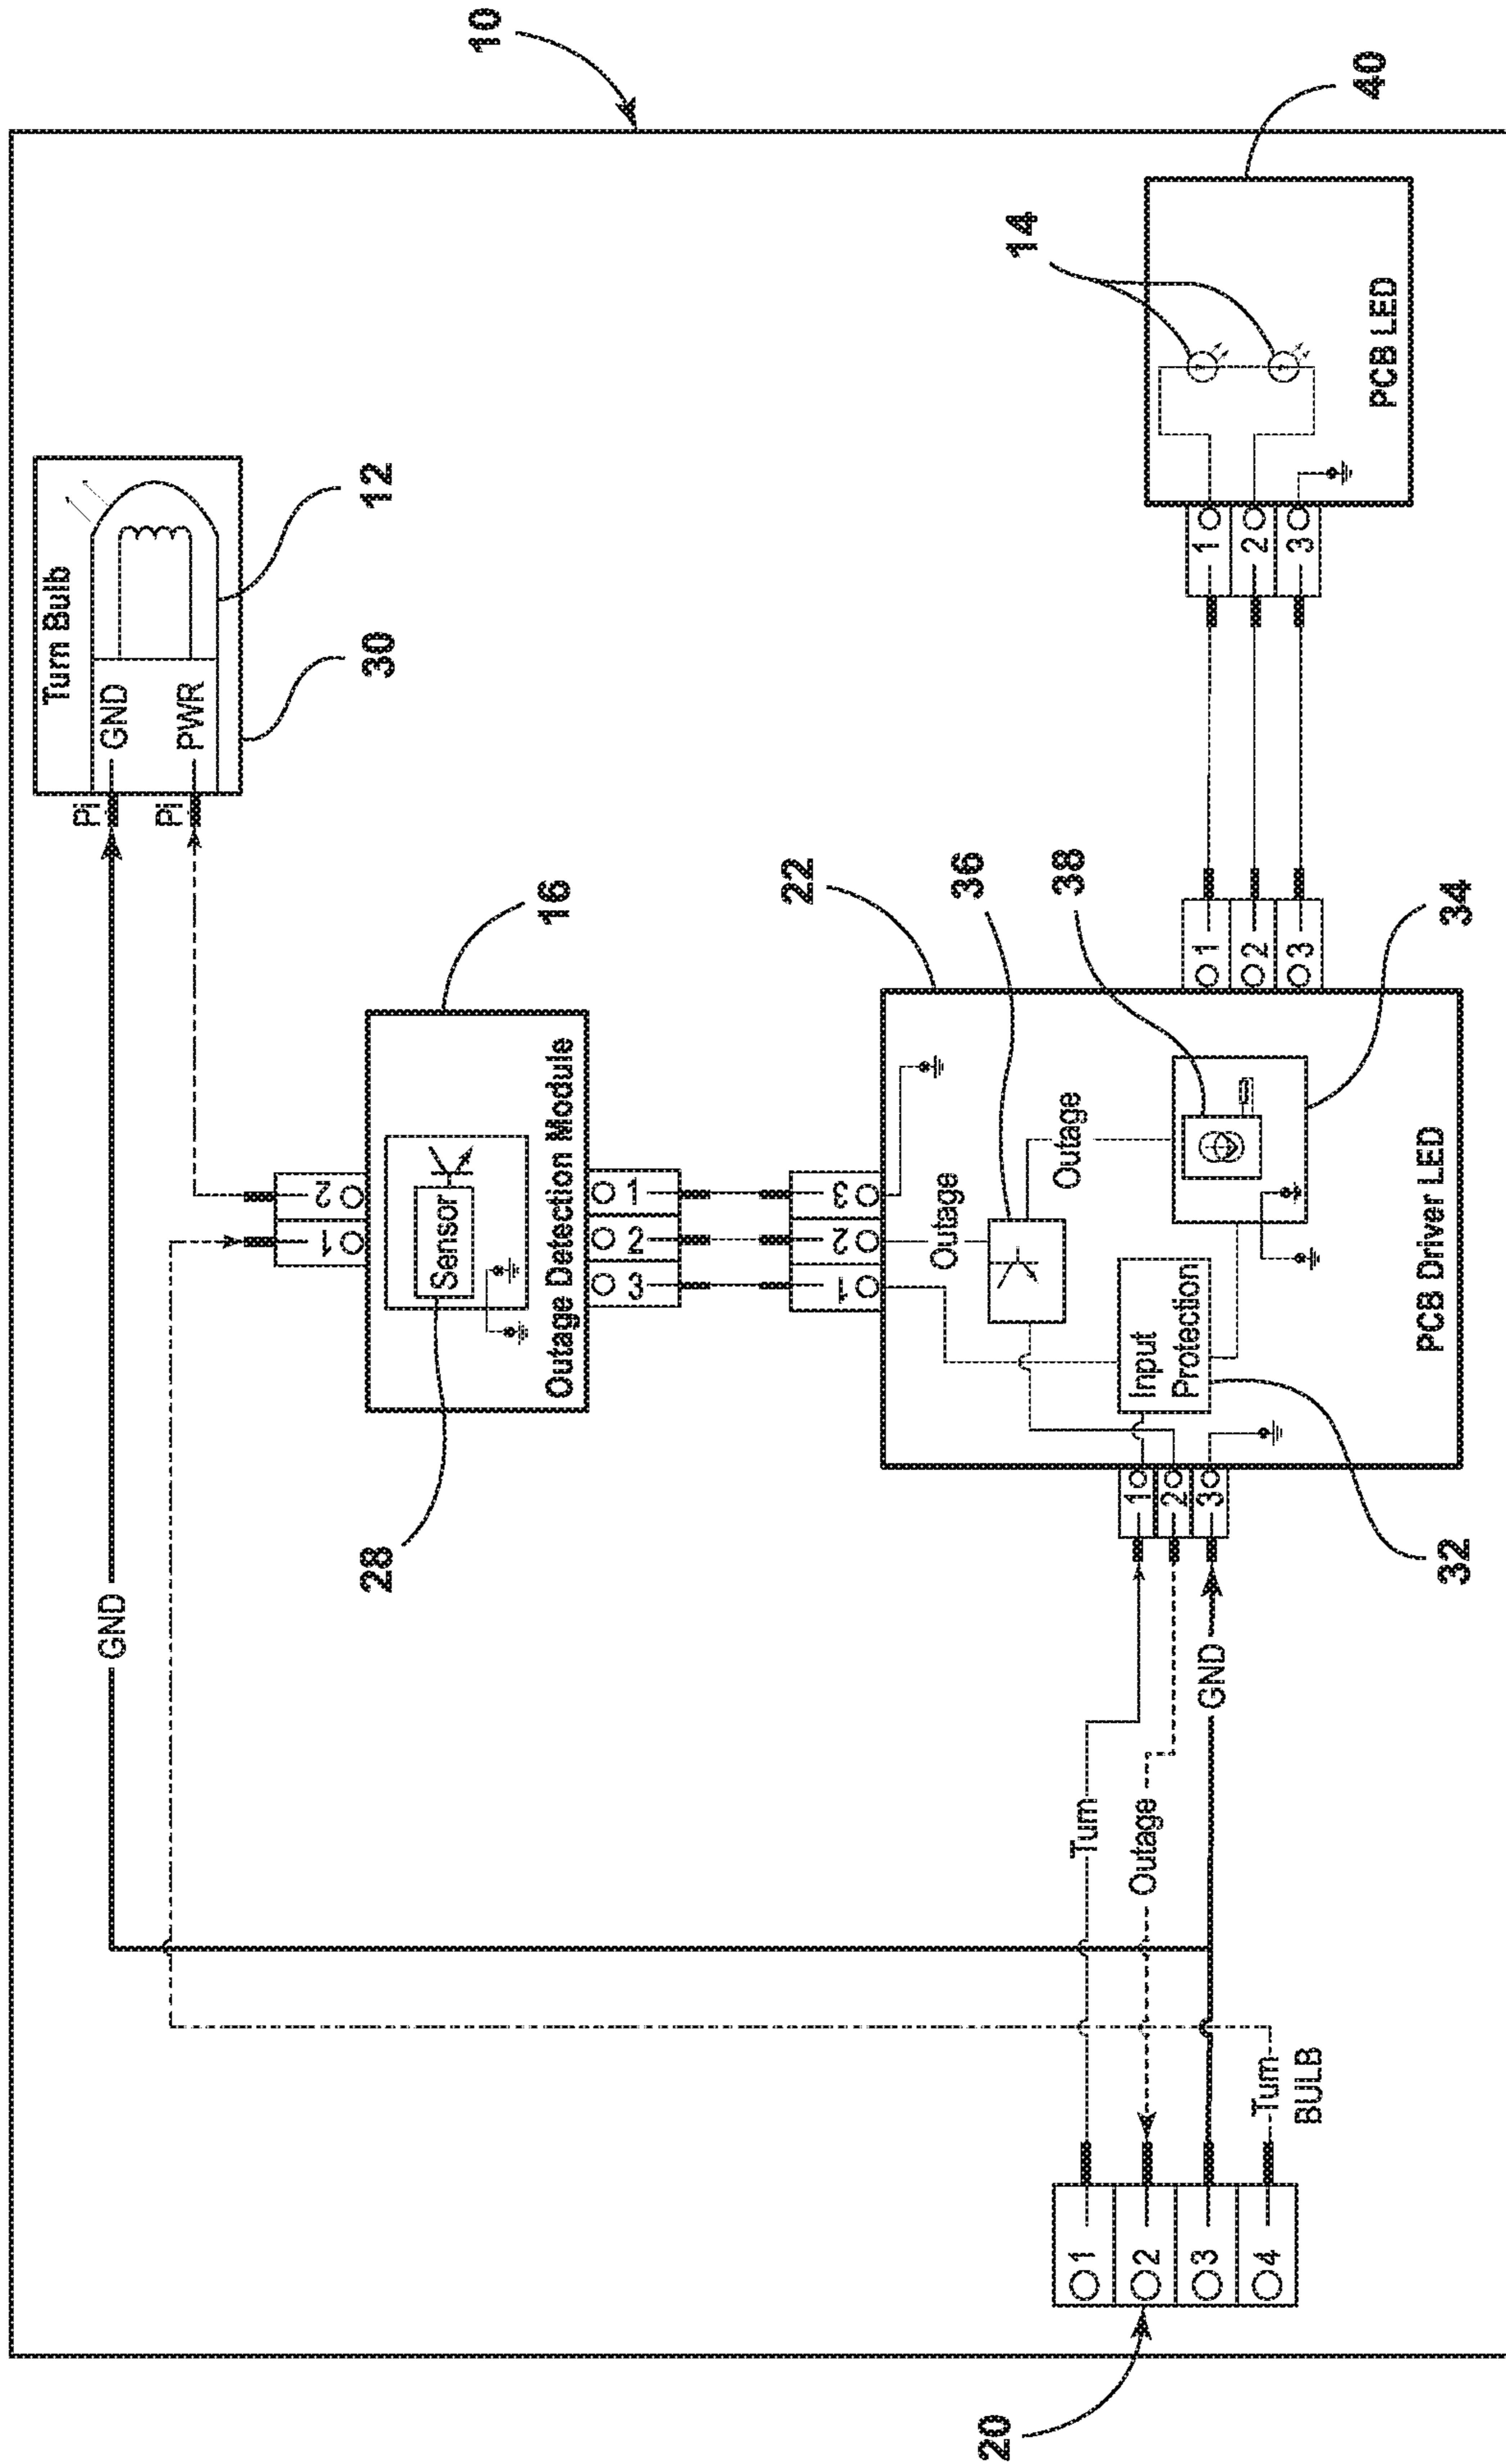 10
Turn Bulb
GND
PWR
Pi
Pi
12
30
GND
16
2
1
Sensor
Outage Detection Module
28
1
2
3
3
2
1
22
36
38
34
Outage
Outage
Input
Protection
PCB Driver LED
32
1
2
3
1
2
3
1
2
3
14
40
PCB LED
Turn
Outage
GND
Turn
BULB
1
2
3
4
20